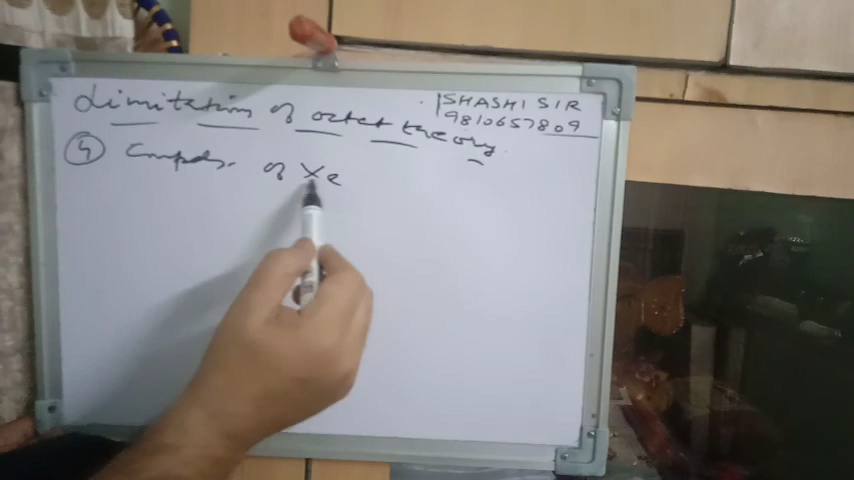 Limitation of octet theory.
SHASHI SIR
9810657809
④ Compds. of Xe